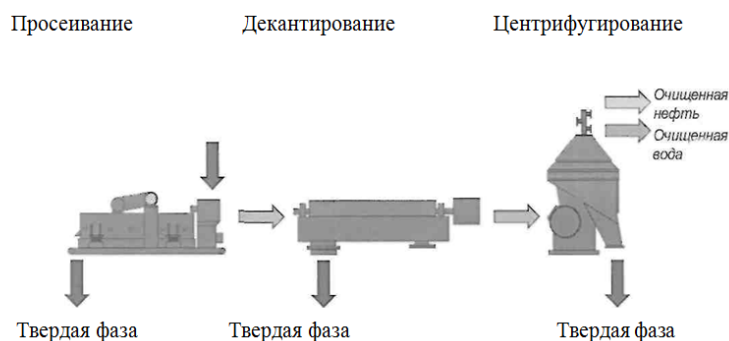 Просеивание
Декантирование
Центрифугирование
Очищенная
нефть
Очищенная
вода
Твердая фаза
Твердая фаза
Твердая фаза